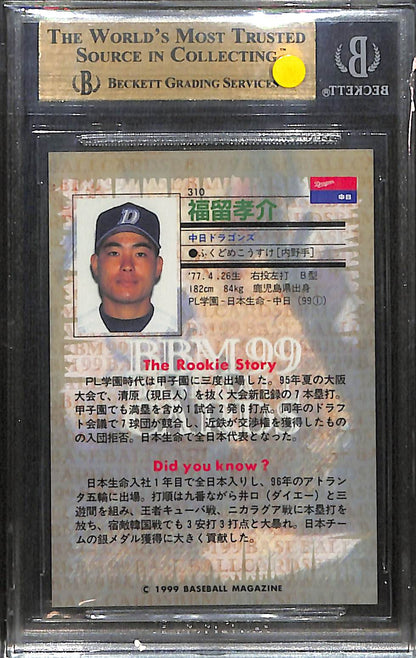 THE WORLD'S MOST TRUSTED
SOURCE IN COLLECTING™
B BECKETT GRADING SERVICES
BECKETT®
310
福留孝介
Dragons
中日
中日ドラゴンズ
●ふくどめこうすけ[内野手]
'77.4.26生 右投左打 B型
182cm 84kg 鹿児島県出身
PL学園−日本生命−中日(99①)
D
BBM 99
The Rookie Story
PL学園時代は甲子園に三度出場した。95年夏の大阪
大会で、清原(現巨人)を抜く大会新記録の7本塁打。
甲子園でも満塁を含め1試合2発6打点。同年のドラフ
ト会議で7球団が競合し、近鉄が交渉権を獲得したもの
の入団拒否。日本生命で全日本代表となった。
Did you know?
日本生命入社1年目で全日本入りし、96年のアトラン
タ五輪に出場。打順は九番ながら井口(ダイエー)と三
遊間を組み、王者キューバ戦、ニカラグア戦に本塁打を
放ち、宿敵韓国戦でも3安打3打点と大暴れ。日本チー
ムの銀メダル獲得に大きく貢献した。
© 1999 BASEBALL MAGAZINE